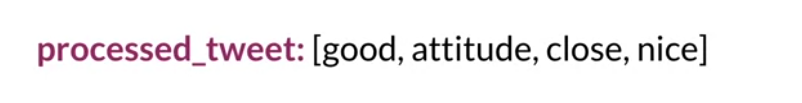 processed_tweet: [good, attitude, close, nice]